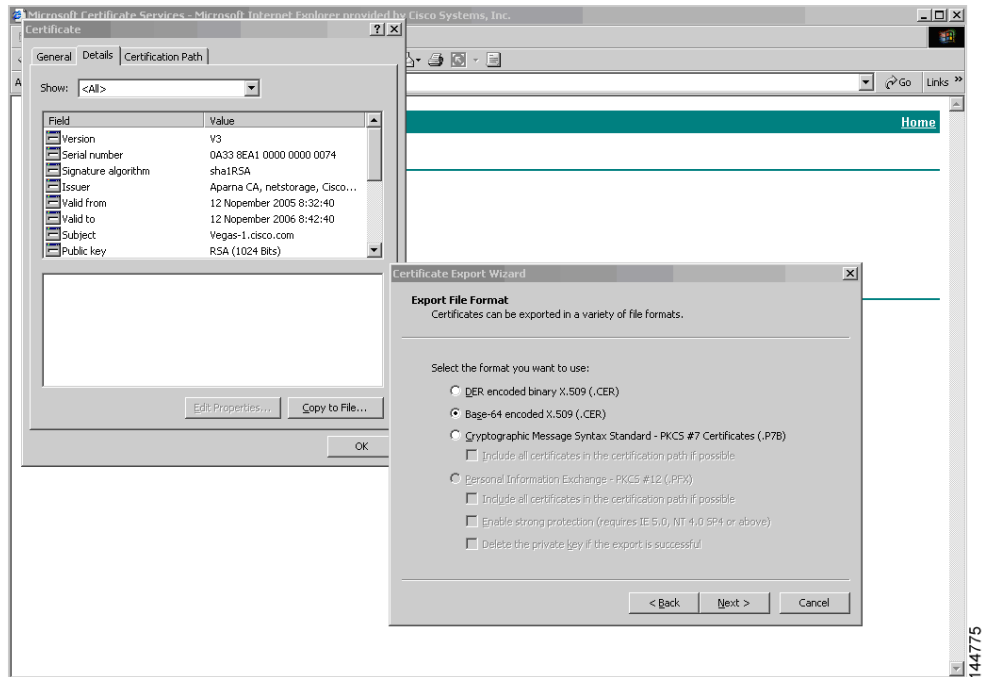 Microsoft Certificate Services - Microsoft Internet Explorer provided by Cisco Systems, Inc.
Certificate
General Details Certification Path
Show: <All>
Field Value
Version V3
Serial number 0A33 8EA1 0000 0000 0074
Signature algorithm sha1RSA
Issuer Aparna CA, netstorage, Cisco...
Valid from 12 Nopember 2005 8:32:40
Valid to 12 Nopember 2006 8:42:40
Subject Vegas-1.cisco.com
Public key RSA (1024 Bits)
Edit Properties... Copy to File...
OK
Go Links »
Home
Certificate Export Wizard
Export File Format
Certificates can be exported in a variety of file formats.
Select the format you want to use:
DER encoded binary X.509 (.CER)
Base-64 encoded X.509 (.CER)
Cryptographic Message Syntax Standard - PKCS #7 Certificates (.P7B)
Include all certificates in the certification path if possible
Personal Information Exchange - PKCS #12 (.PFX)
Include all certificates in the certification path if possible
Enable strong protection (requires IE 5.0, NT 4.0 SP4 or above)
Delete the private key if the export is successful
< Back Next > Cancel
144775